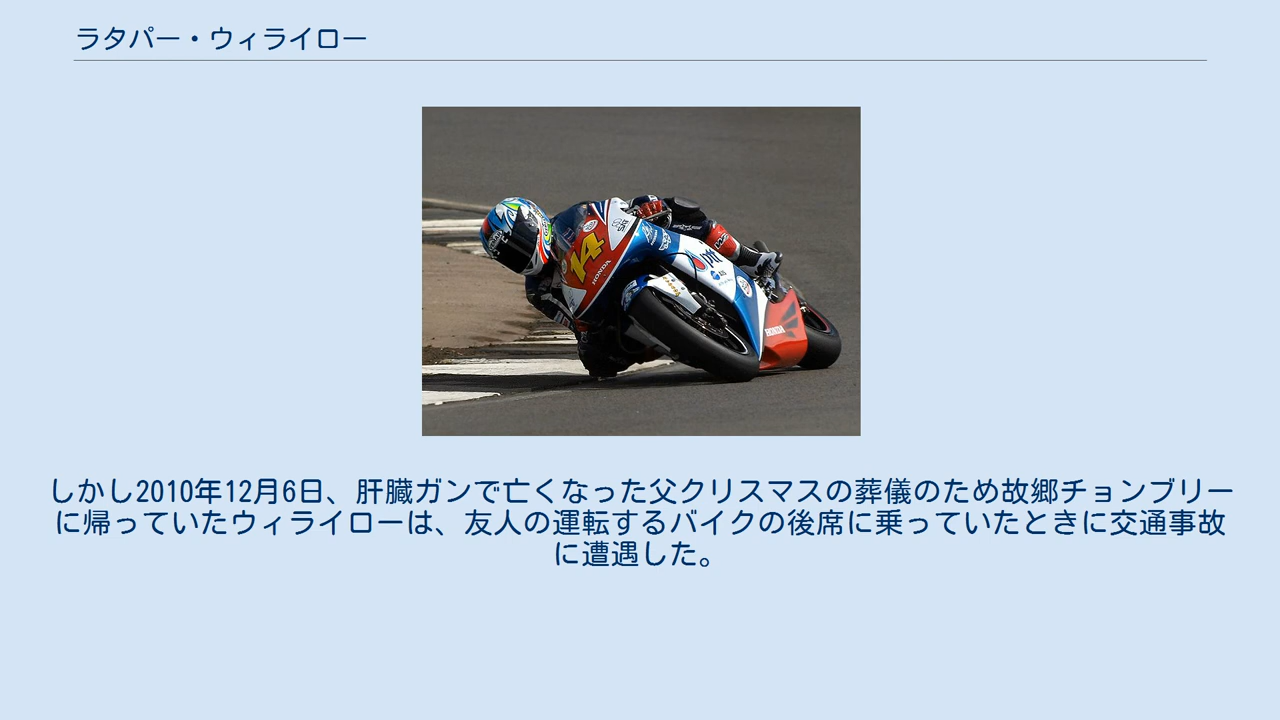 ラタパー・ウィライロー
14
HONDA
HONDA
しかし2010年12月6日、肝臓ガンで亡くなった父クリスマスの葬儀のため故郷チョンブリー
に帰っていたウィライローは、友人の運転するバイクの後席に乗っていたときに交通事故
に遭遇した。